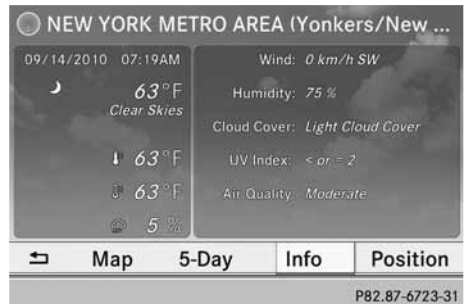 NEW YORK METRO AREA (Yonkers/New ...
09/14/2010 07:19AM
63°F
Clear Skies
63°F
63°F
5 %
Wind: 0 km/h SW
Humidity: 75 %
Cloud Cover: Light Cloud Cover
UV Index: < or = 2
Air Quality: Moderate
Map 5-Day Info Position
P82.87-6723-31